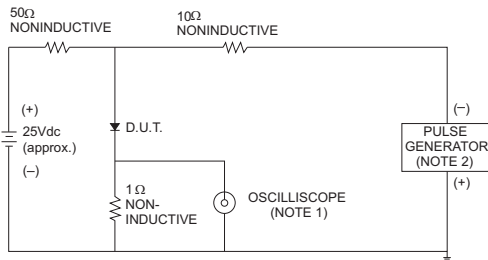 50Ω
NONINDUCTIVE
10Ω
NONINDUCTIVE
(+)
25Vdc
(approx.)
(–)
D.U.T.
1Ω
NON-
INDUCTIVE
OSCILLISCOPE
(NOTE 1)
(–)
PULSE
GENERATOR
(NOTE 2)
(+)